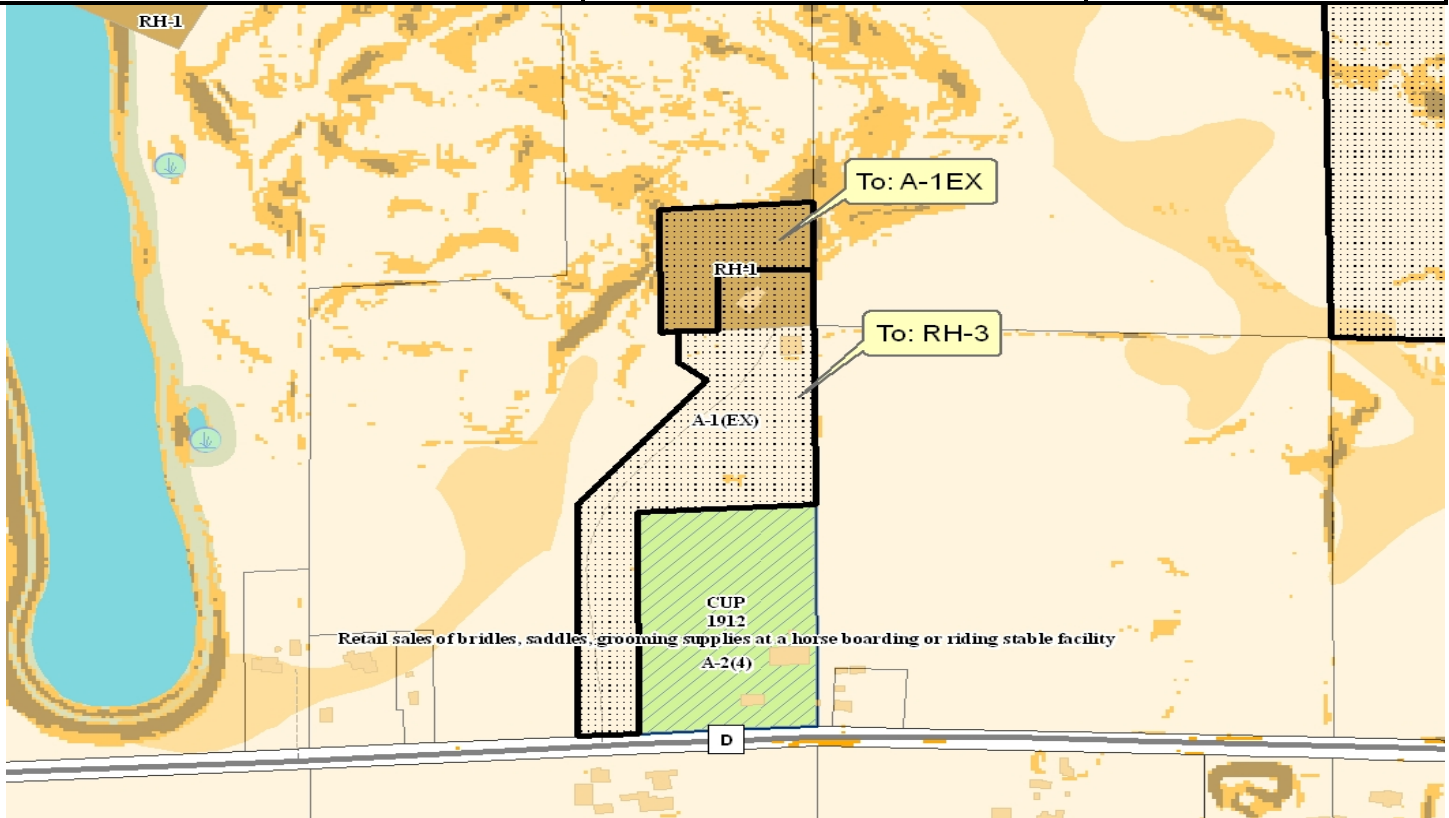 RH-1
To: A-1EX
RH-1
To: RH-3
A-1(EX)
CUP
1912
Retail sales of bridles, saddles, grooming supplies at a horse boarding or riding stable facility
A-2(4)
D